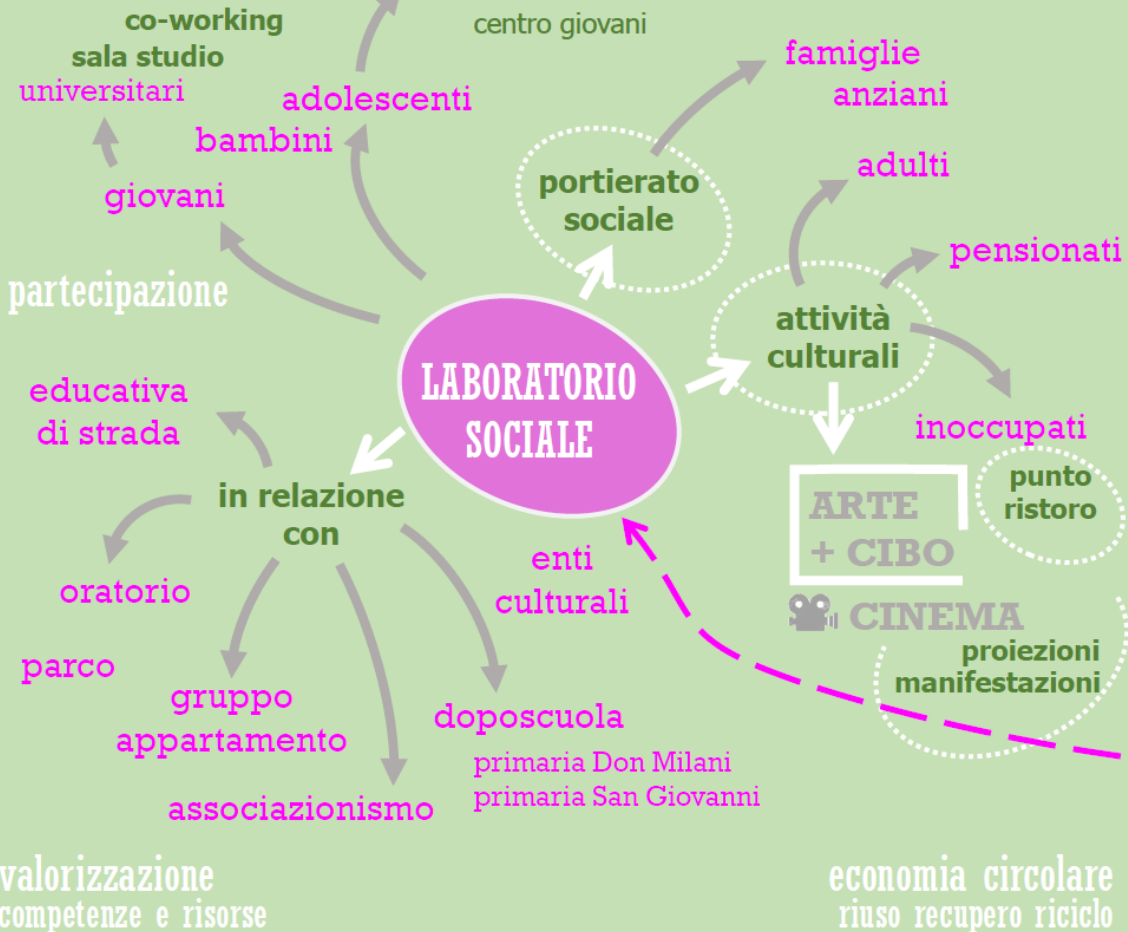 co-working
sala studio
universitari
centro giovani
adolescenti
bambini
giovani
famiglie
anziani
portierato
sociale
adulti
pensionati
partecipazione
attività
culturali
LABORATORIO
SOCIALE
educativa
di strada
inoccupati
in relazione
con
punto
ristoro
ARTE
+ CIBO
enti
culturali
oratorio
CINEMA
proiezioni
manifestazioni
parco
gruppo
appartamento
doposcuola
primaria Don Milani
primaria San Giovanni
associazionismo
valorizzazione
competenze e risorse
economia circolare
riuso recupero riciclo